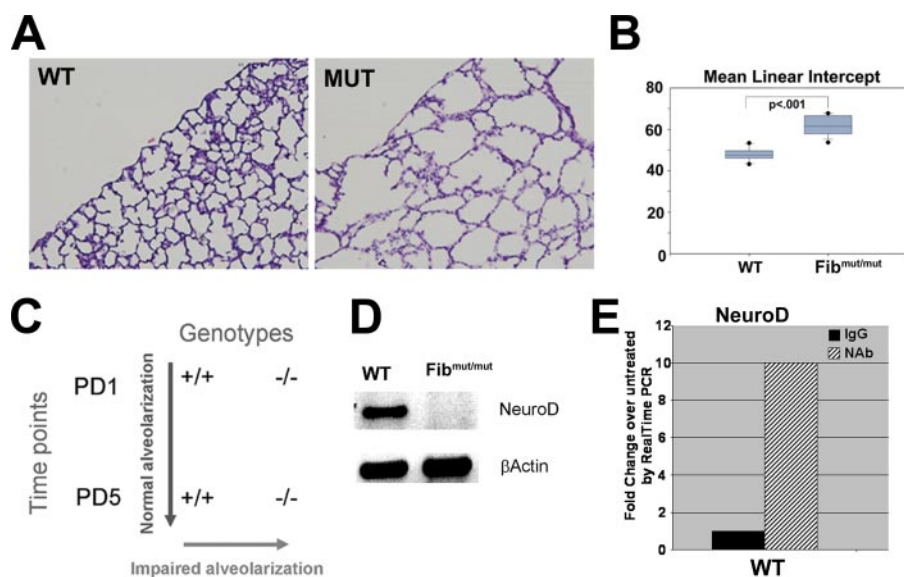 A
WT
MUT
B
Mean Linear Intercept
p<.001
80
60
40
20
0
WT
Fib^mut/mut
C
Genotypes
Time points
Normal alveolarization
PD1
+/+
-/-
PD5
+/+
-/-
Impaired alveolarization
D
WT
Fib^mut/mut
NeuroD
βActin
E
NeuroD
IgG
NAb
Fold Change over untreated
by RealTime PCR
12
10
8
6
4
2
0
WT